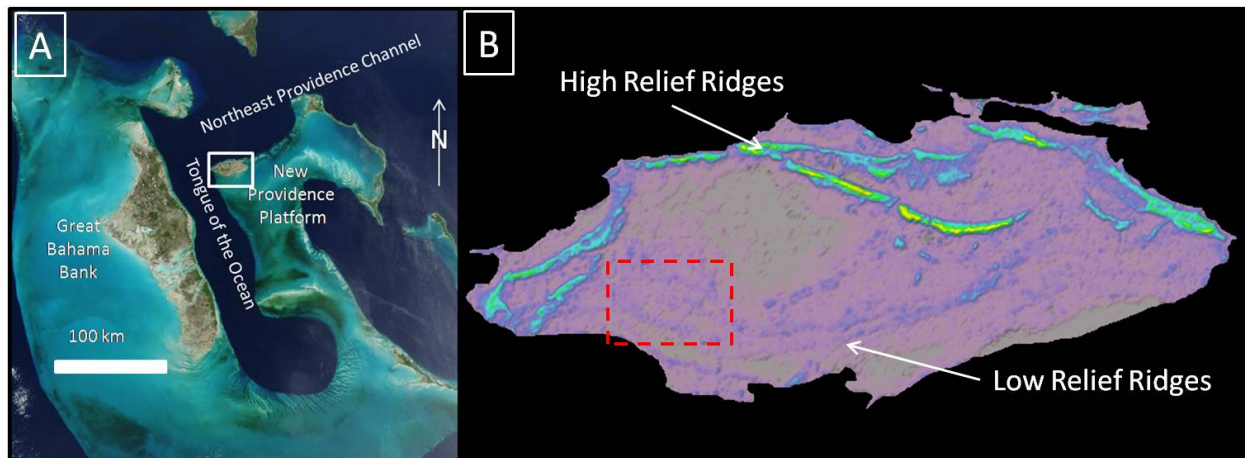 A
Northeast Providence Channel
N
Tongue of the Ocean
New
Providence
Platform
Great
Bahama
Bank
100 km
B
High Relief Ridges
Low Relief Ridges